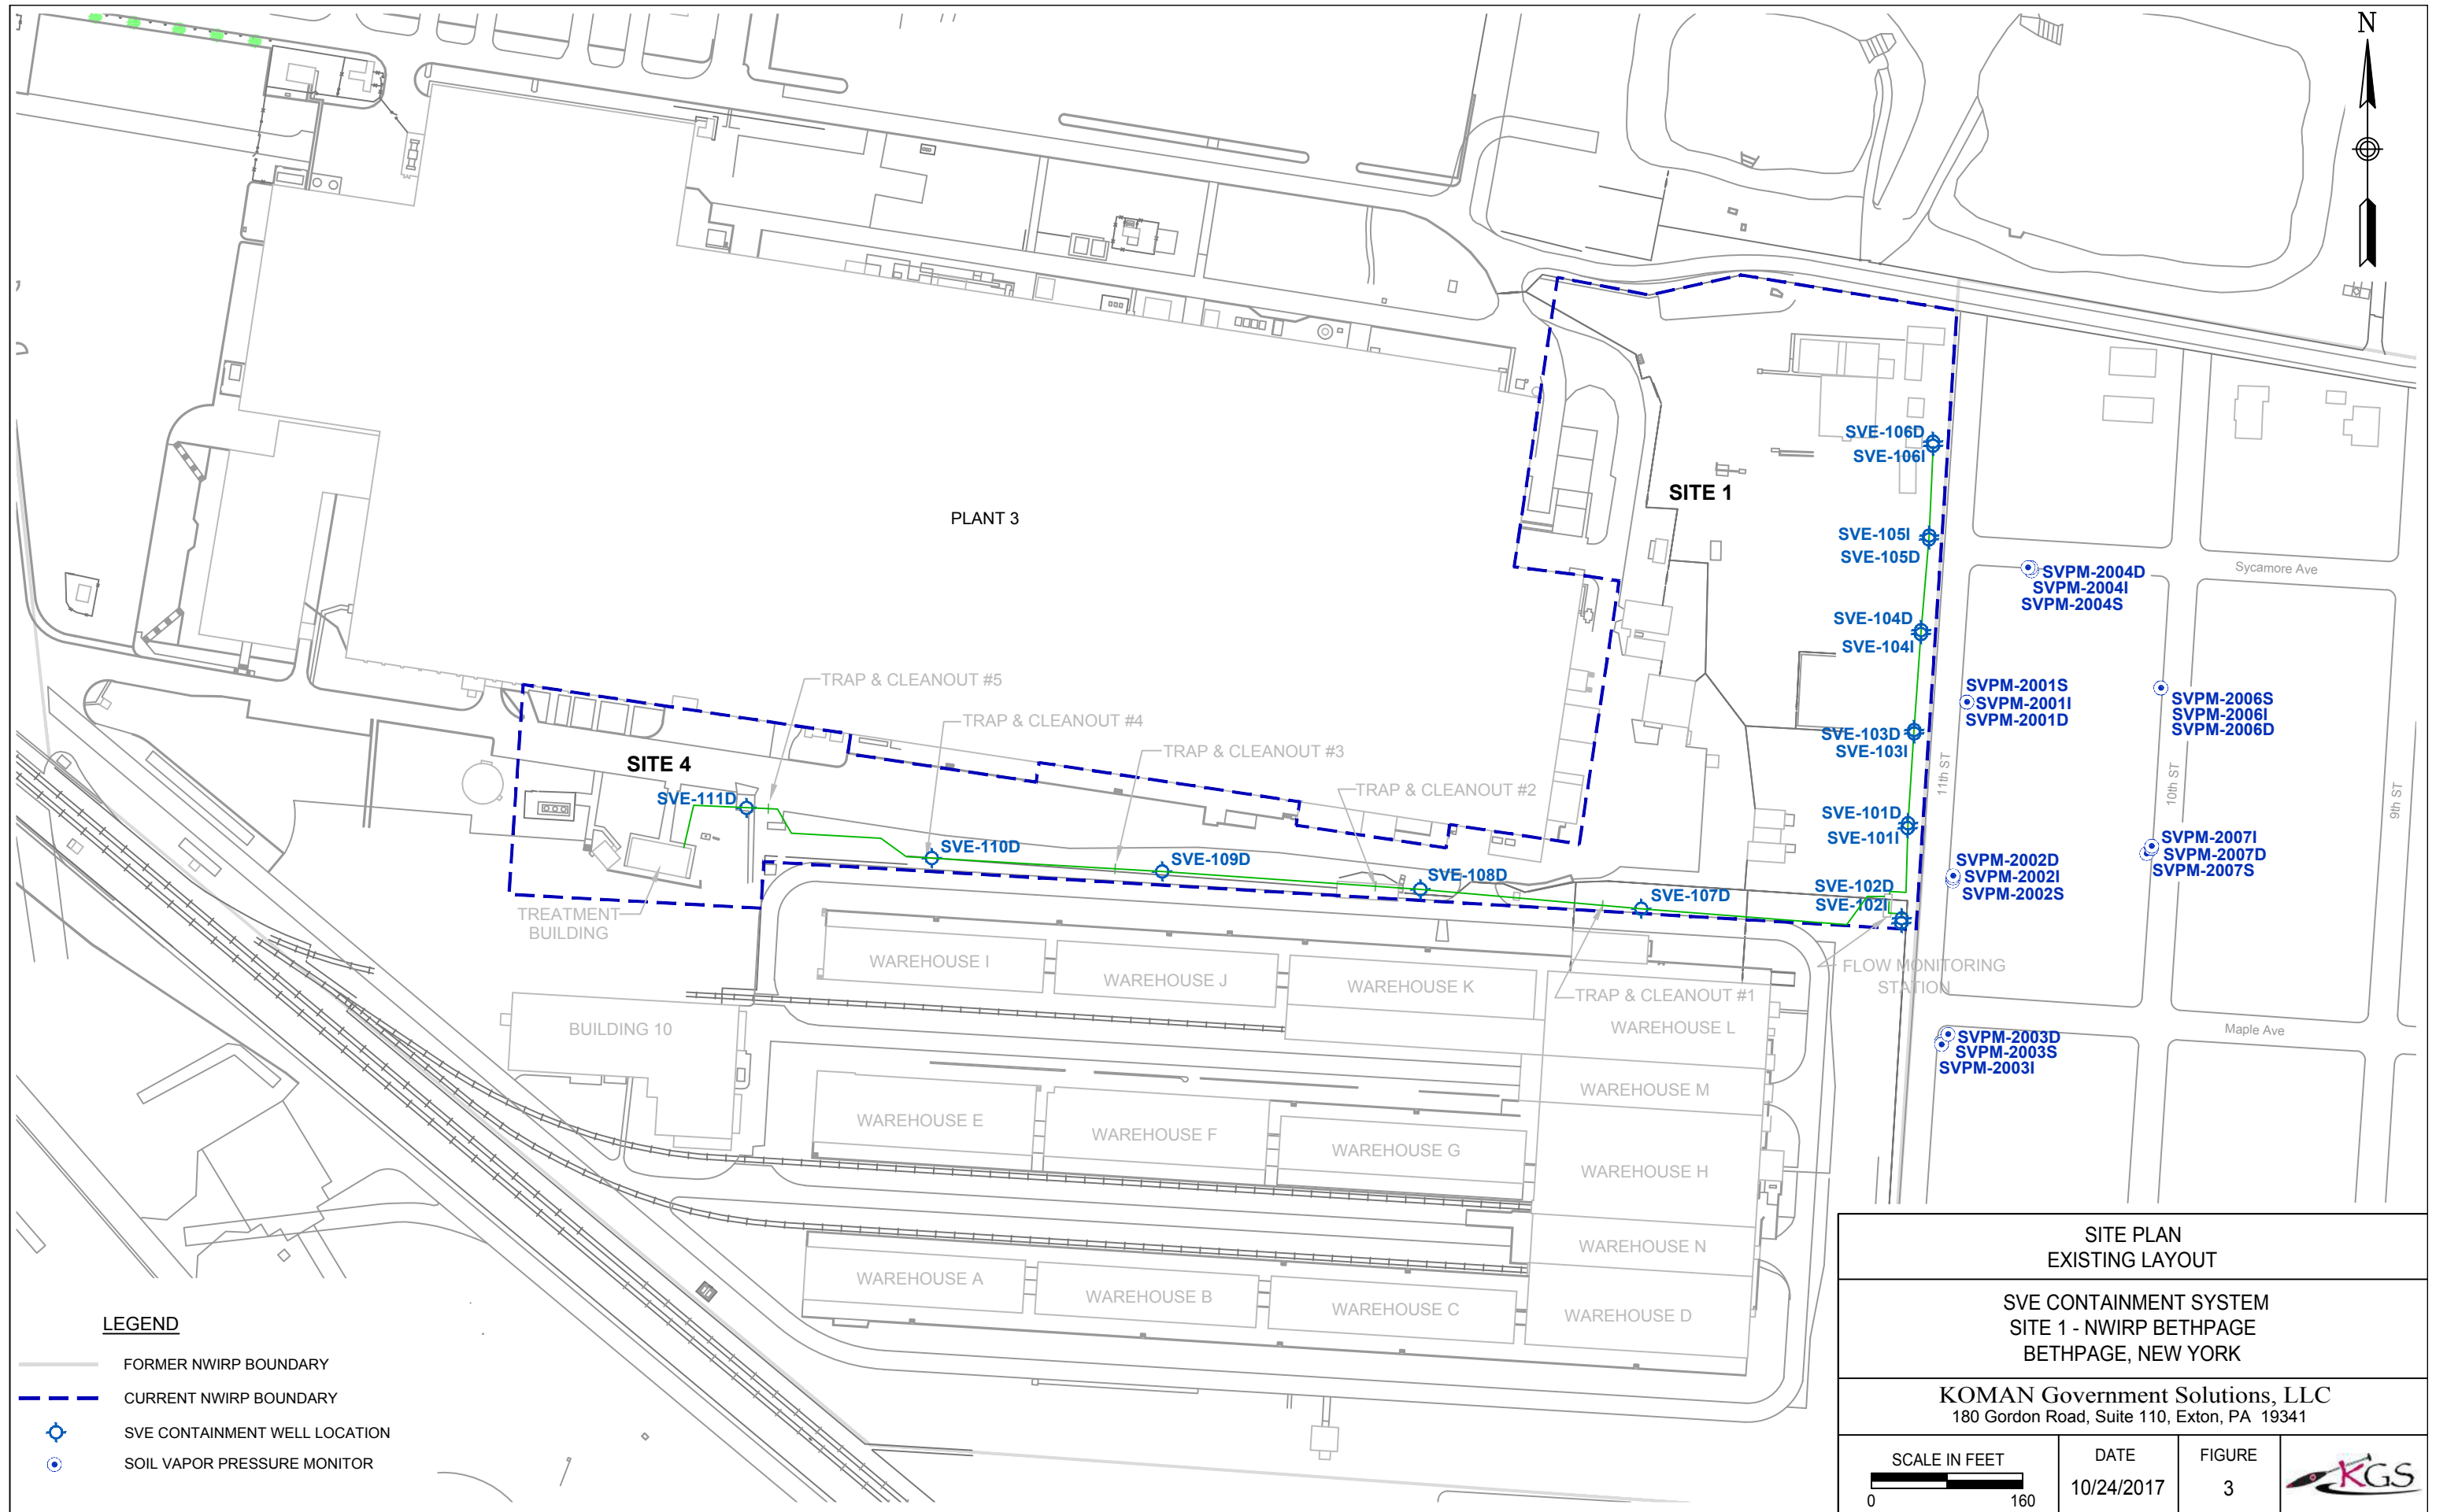 N
PLANT 3
SITE 1
SVE-106D
SVE-106I
SVE-105I
SVE-105D
SVE-104D
SVE-104I
SVE-103D
SVE-103I
SVE-101D
SVE-101I
SVE-102D
SVE-102I
Sycamore Ave
SVPM-2004D
SVPM-2004I
SVPM-2004S
SVPM-2001S
SVPM-2001I
SVPM-2001D
SVPM-2006S
SVPM-2006I
SVPM-2006D
11th ST
10th ST
9th ST
SVPM-2007I
SVPM-2007D
SVPM-2007S
SVPM-2002D
SVPM-2002I
SVPM-2002S
FLOW MONITORING
STATION
Maple Ave
SVPM-2003D
SVPM-2003S
SVPM-2003I
TRAP & CLEANOUT #5
TRAP & CLEANOUT #4
TRAP & CLEANOUT #3
TRAP & CLEANOUT #2
SITE 4
SVE-111D
SVE-110D
SVE-109D
SVE-108D
SVE-107D
TREATMENT
BUILDING
TRAP & CLEANOUT #1
WAREHOUSE I
WAREHOUSE J
WAREHOUSE K
WAREHOUSE L
BUILDING 10
WAREHOUSE M
WAREHOUSE E
WAREHOUSE F
WAREHOUSE G
WAREHOUSE H
WAREHOUSE N
WAREHOUSE A
WAREHOUSE B
WAREHOUSE C
WAREHOUSE D
LEGEND
FORMER NWIRP BOUNDARY
CURRENT NWIRP BOUNDARY
SVE CONTAINMENT WELL LOCATION
SOIL VAPOR PRESSURE MONITOR
SITE PLAN
EXISTING LAYOUT
SVE CONTAINMENT SYSTEM
SITE 1 - NWIRP BETHPAGE
BETHPAGE, NEW YORK
KOMAN Government Solutions, LLC
180 Gordon Road, Suite 110, Exton, PA 19341
SCALE IN FEET
0 160
DATE
10/24/2017
FIGURE
3
KGS